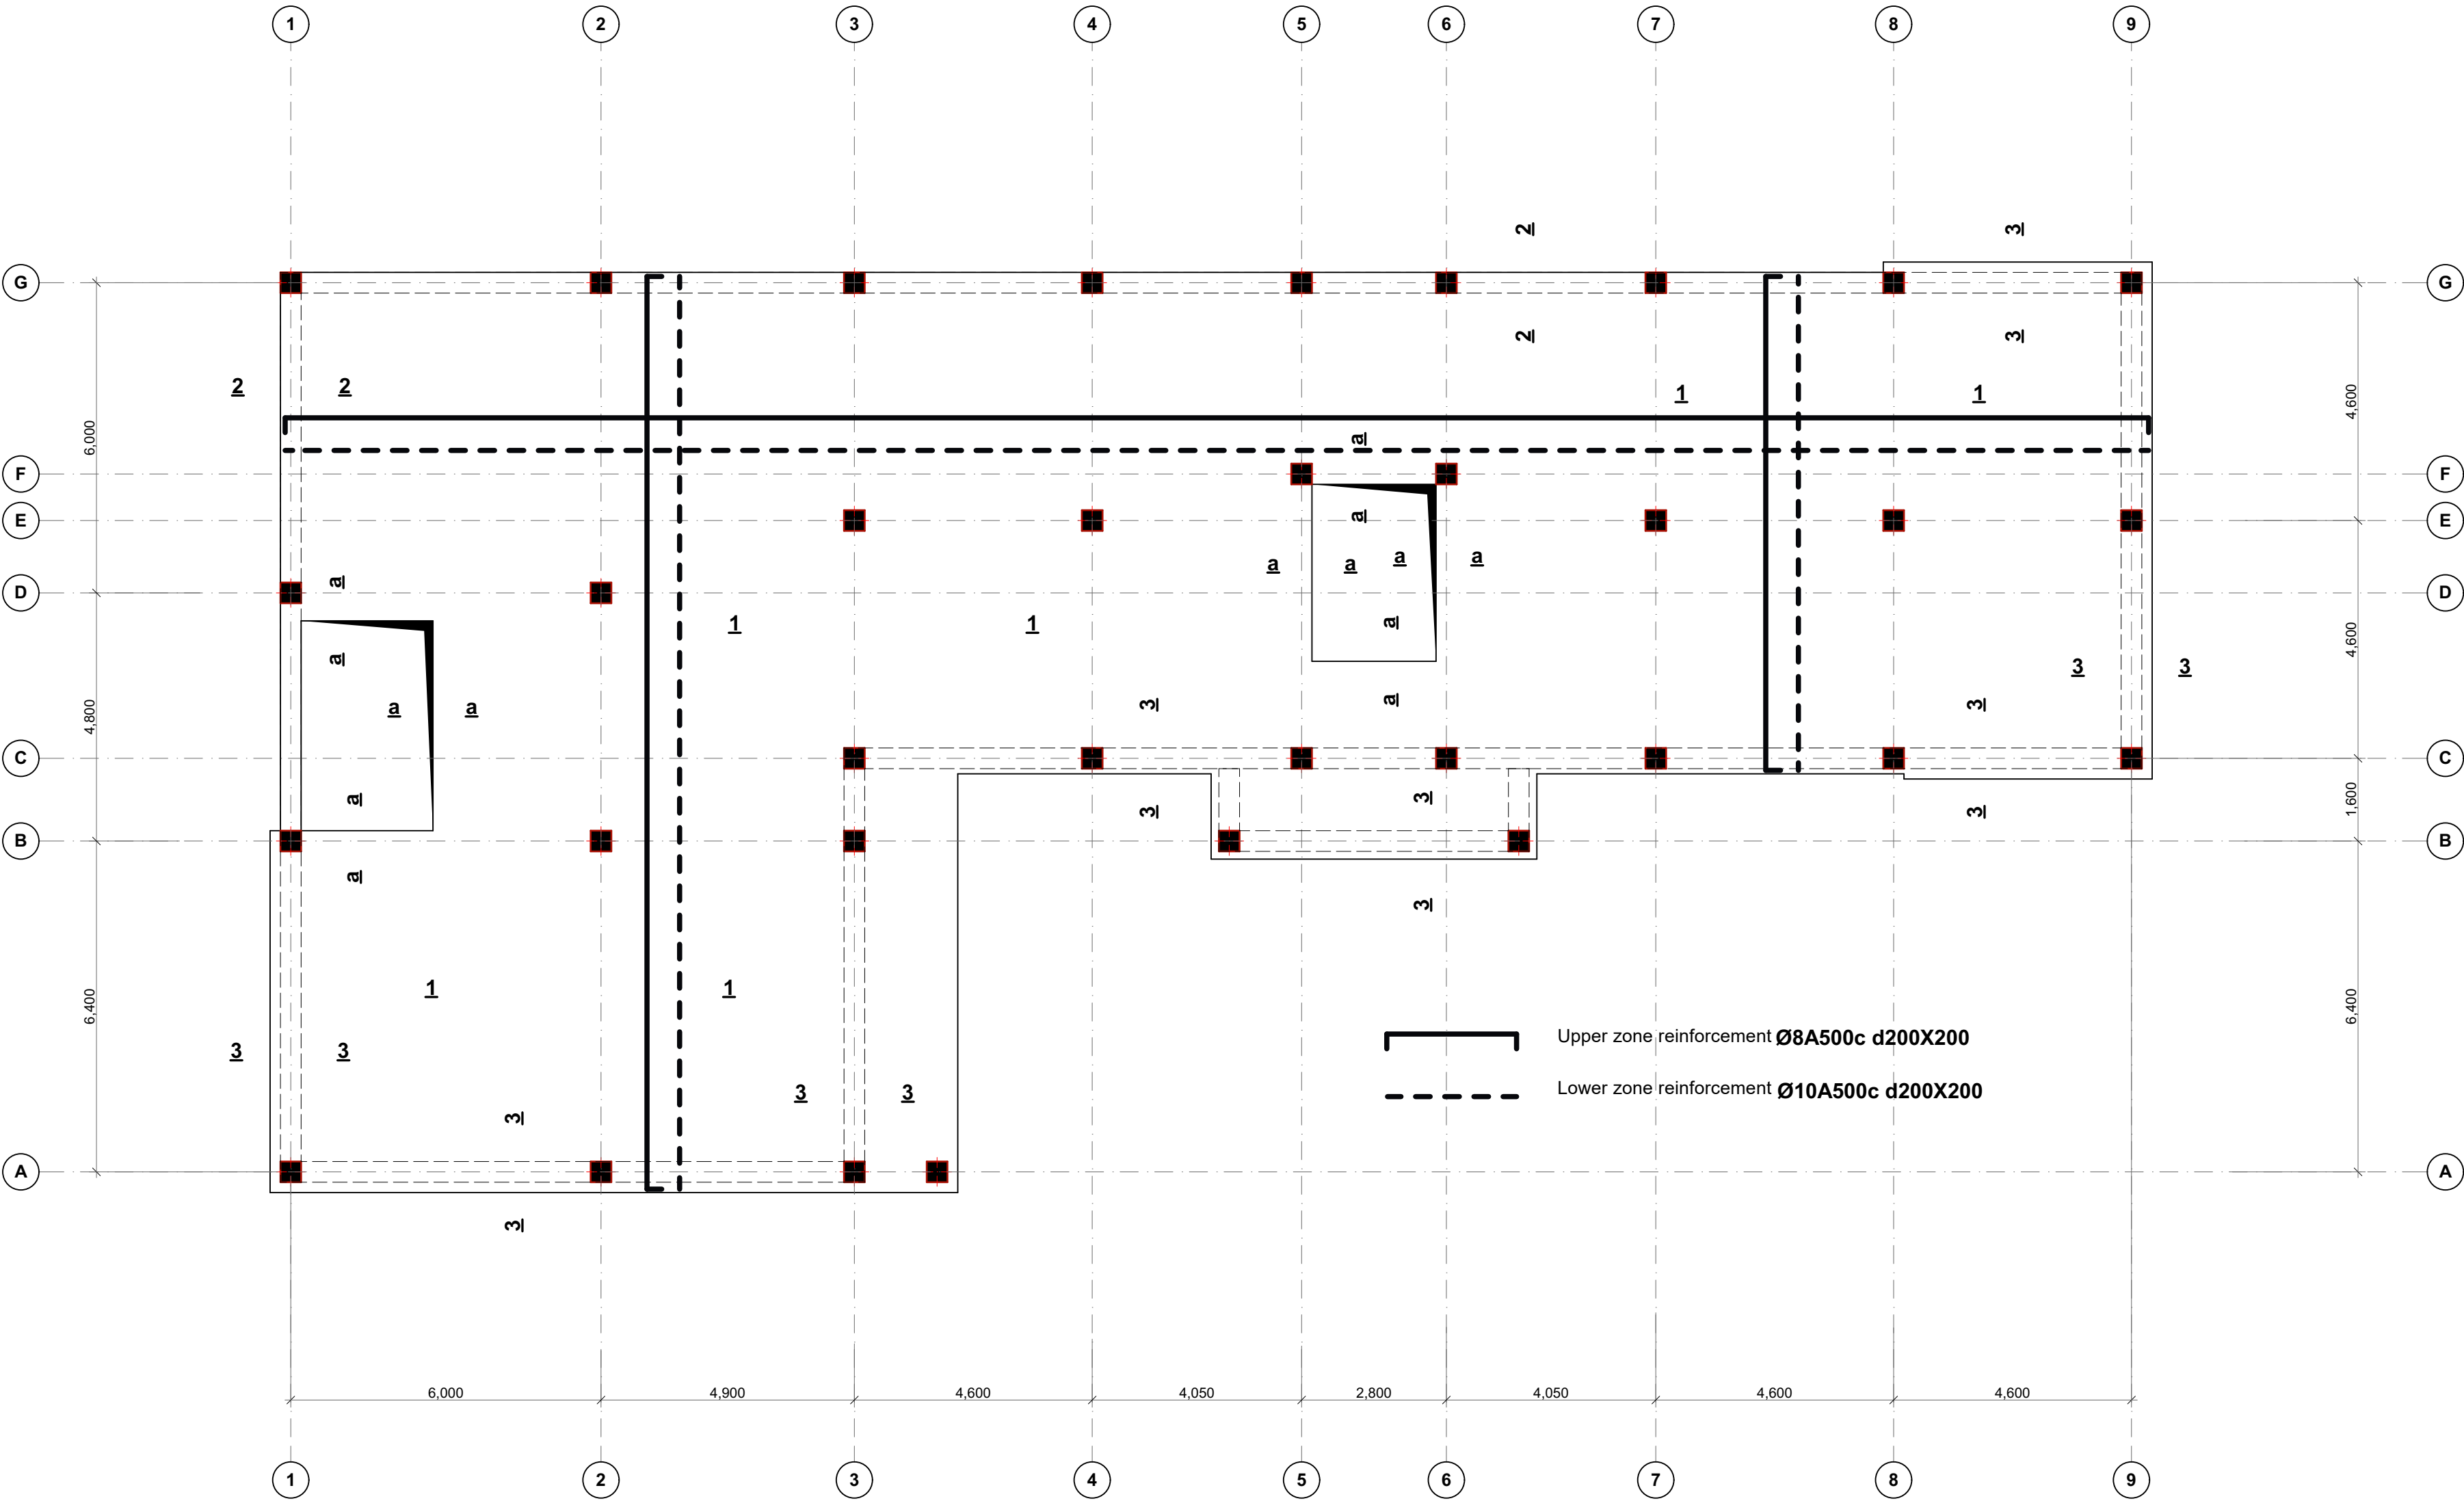 1 2 3 4 5 6 7 8 9
2 3
G G
2 3
2 2 1 1
6,000 4,600
a
F F
a
E E
a a a a
a
D D
1 1 a
4,600
a
3 3
a a 3 a 3
4,800
C C
3
a 1,600
3 3
B B
a
3
1 1
6,400 6,400
Upper zone reinforcement Ø8A500c d200X200
3 3
Lower zone reinforcement Ø10A500c d200X200
3 3
3
A A
3
6,000 4,900 4,600 4,050 2,800 4,050 4,600 4,600
1 2 3 4 5 6 7 8 9